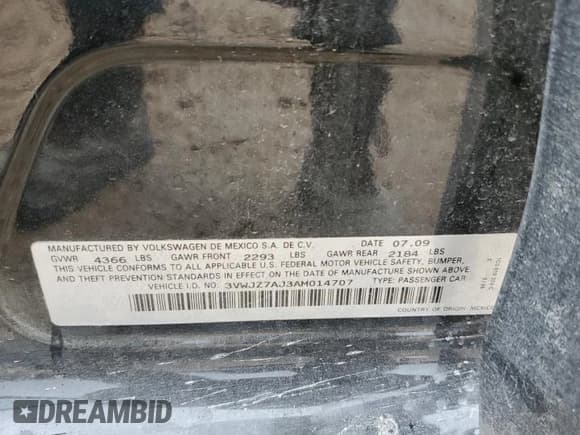 MANUFACTURED BY VOLKSWAGEN DE MEXICO S.A. DE C.V. DATE 07.09
GVWR 4366 LBS GAWR FRONT 2293 LBS GAWR REAR 2184 LBS
THIS VEHICLE CONFORMS TO ALL APPLICABLE U.S. FEDERAL MOTOR VEHICLE SAFETY, BUMPER,
AND THEFT PREVENTION STANDARDS IN EFFECT ON THE DATE OF MANUFACTURE SHOWN ABOVE.
VEHICLE I.D. NO. 3VWJZ7AJ3AM014707 TYPE: PASSENGER CAR
COUNTRY OF ORIGIN: MEXICO
DREAMBID